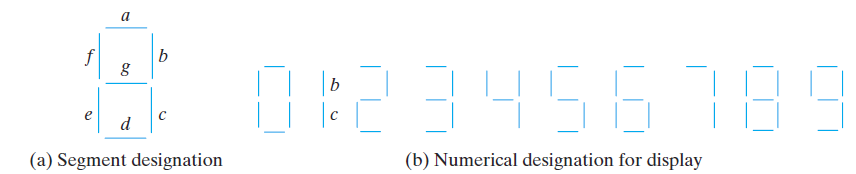 a
f b
g
e c
d
b
c
(a) Segment designation
(b) Numerical designation for display